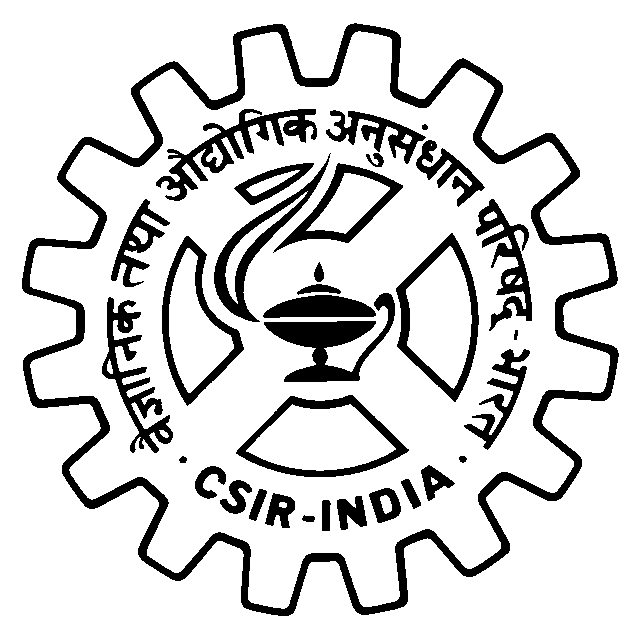 वैज्ञानिक तथा औद्योगिक अनुसंधान परिषद् - भारत
CSIR-INDIA